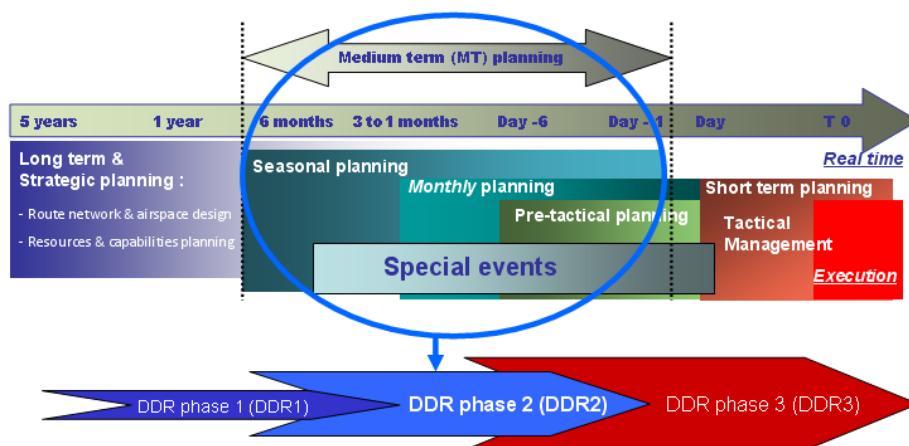 Medium term (MT) planning
5 years 1 year 6 months 3 to 1 months Day -6 Day - 1 Day T 0
Real time
Long term &
Strategic planning :
- Route network & airspace design
- Resources & capabilities planning
Seasonal planning
Monthly planning
Pre-tactical planning
Special events
Short term planning
Tactical
Management
Execution
DDR phase 1 (DDR1)
DDR phase 2 (DDR2)
DDR phase 3 (DDR3)